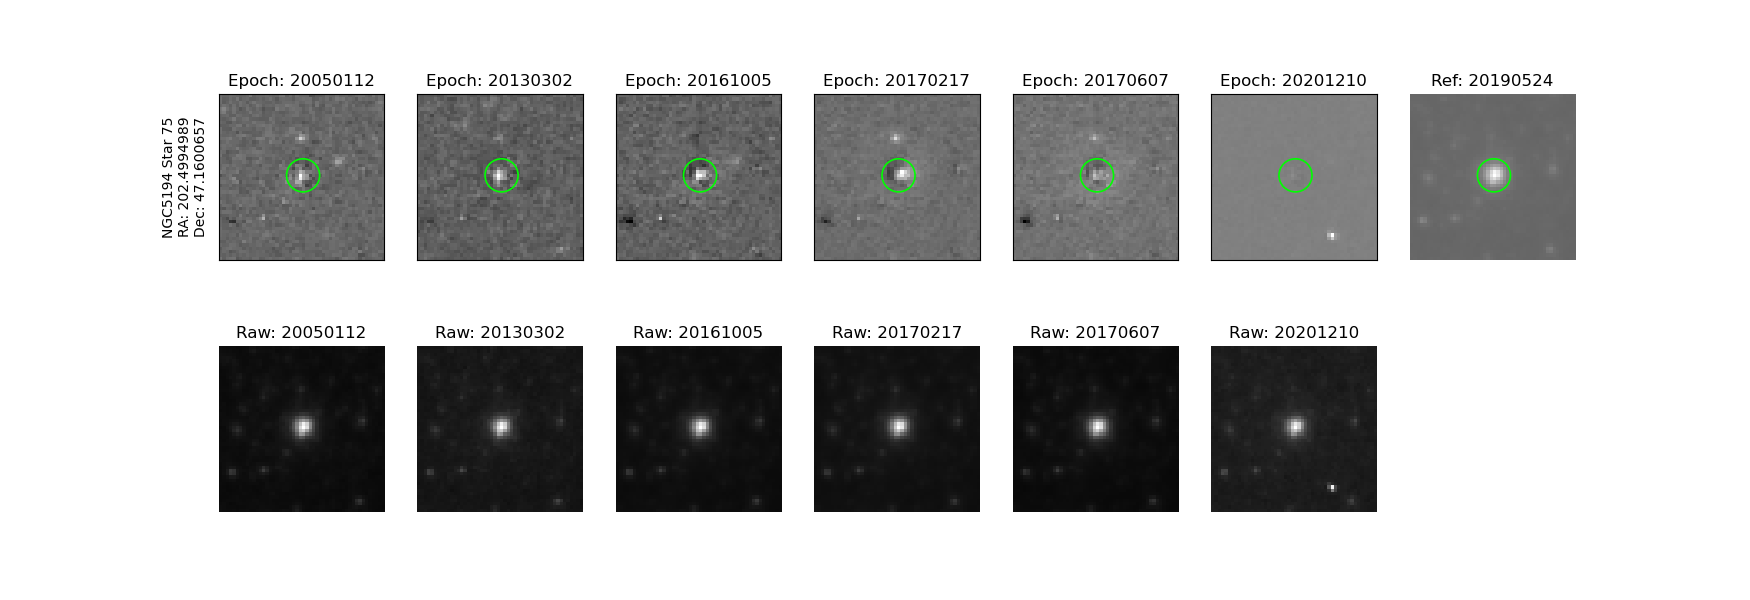 Epoch: 20050112
Epoch: 20130302
Epoch: 20161005
Epoch: 20170217
Epoch: 20170607
Epoch: 20201210
Ref: 20190524
NGC5194 Star 75
RA: 202.4994989
Dec: 47.1600657
Raw: 20050112
Raw: 20130302
Raw: 20161005
Raw: 20170217
Raw: 20170607
Raw: 20201210